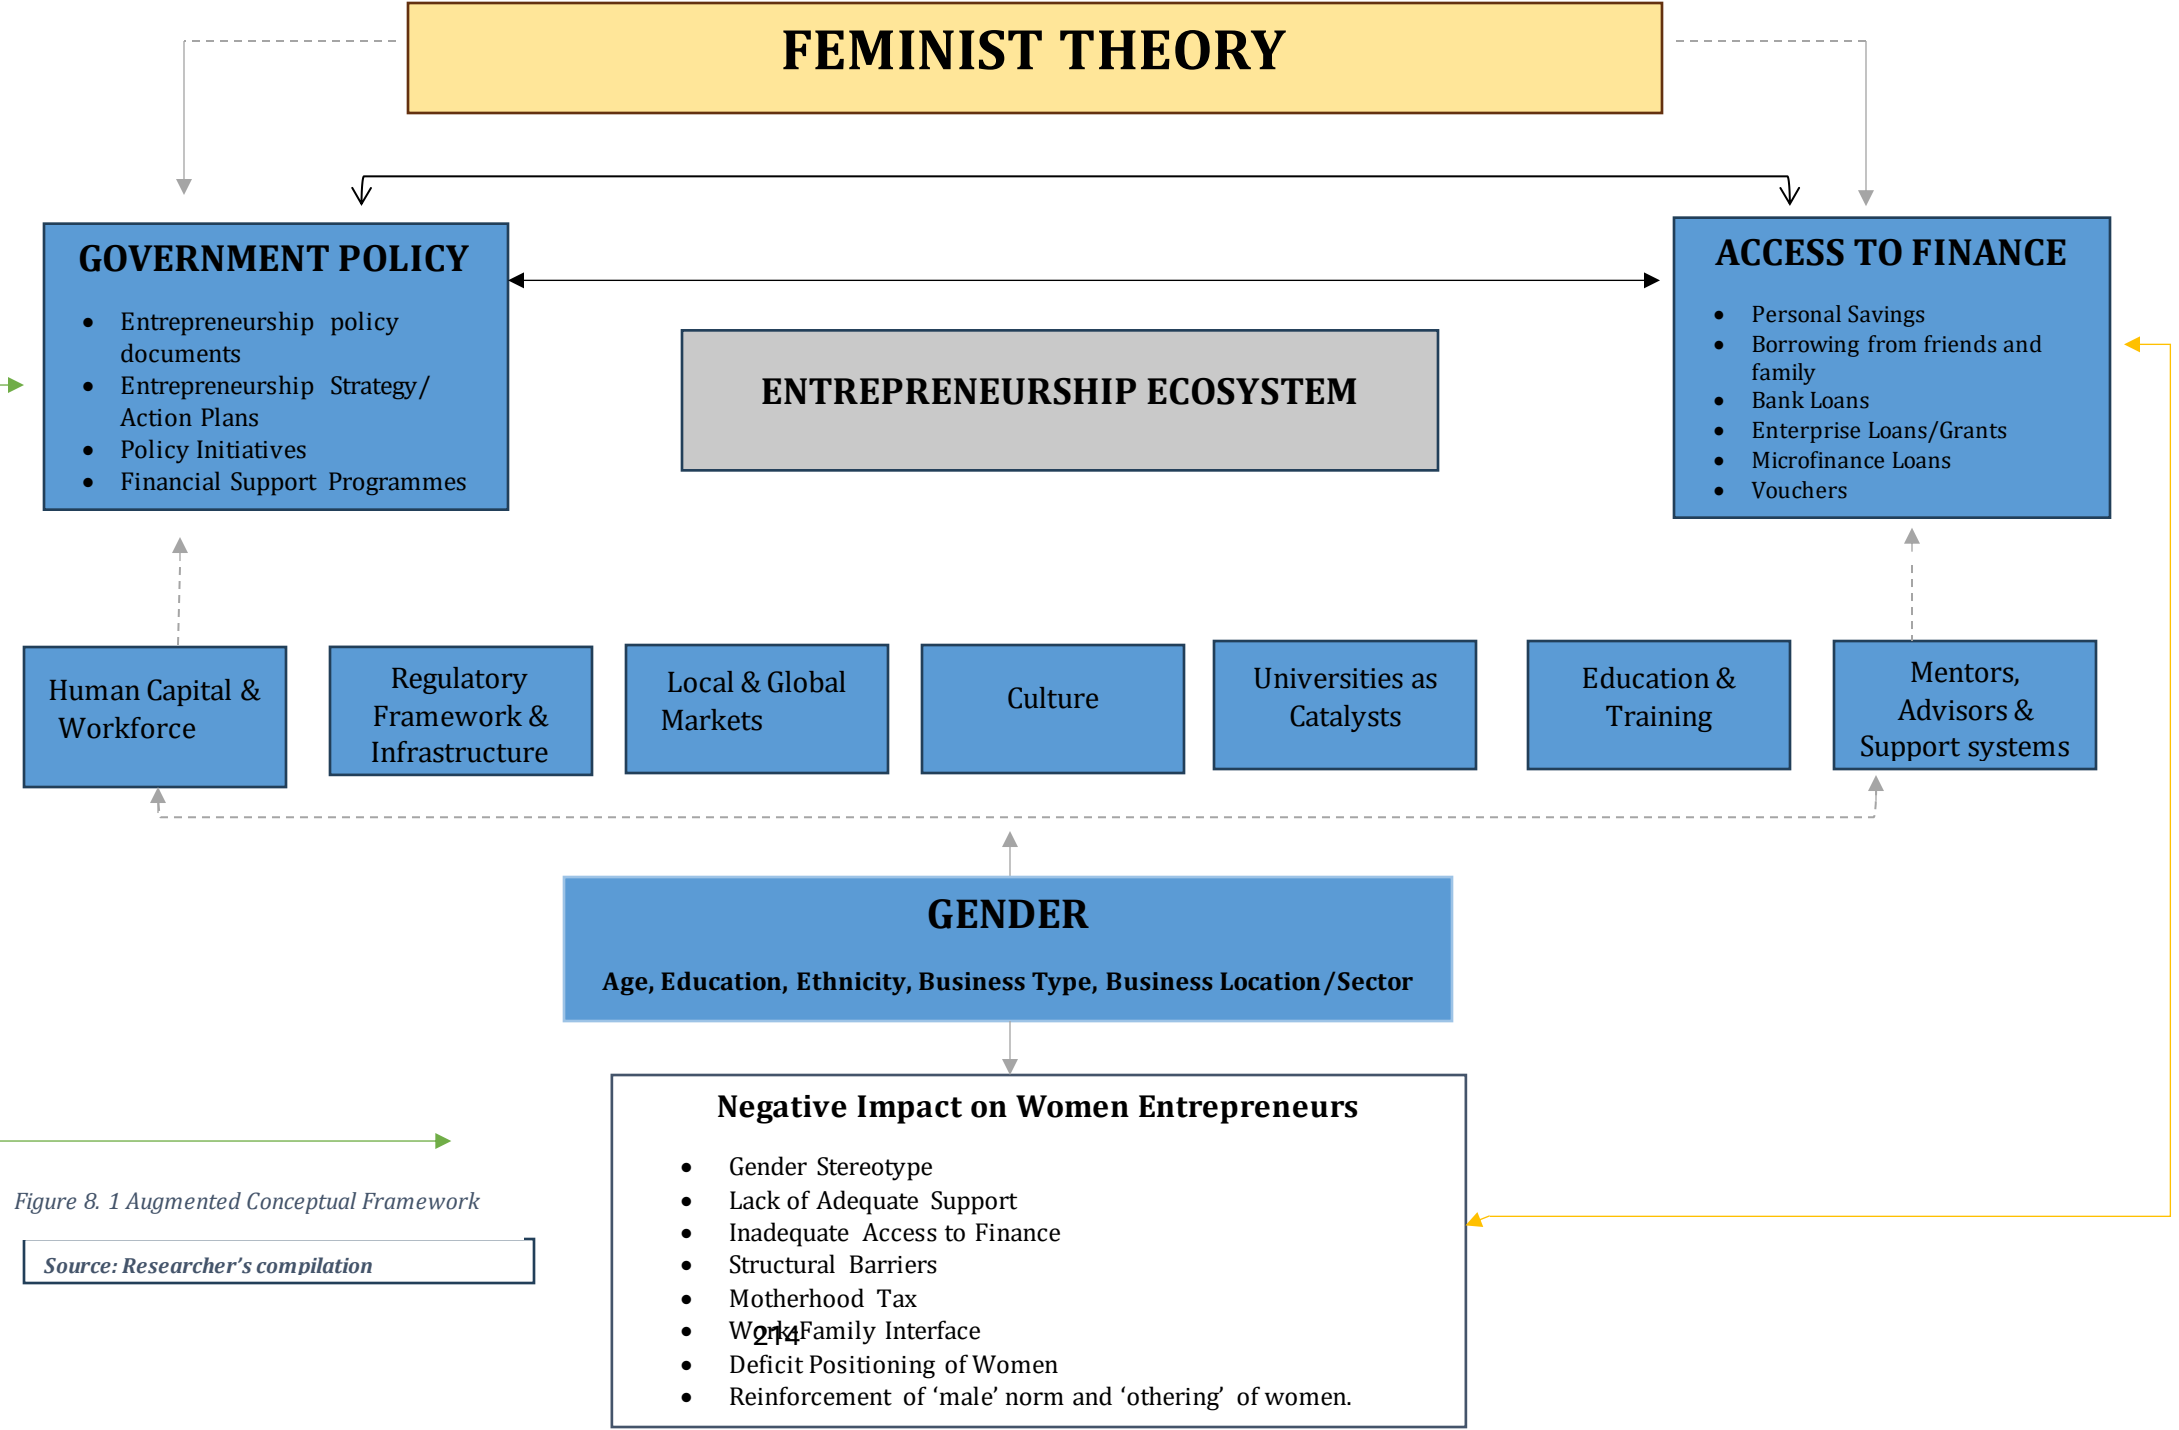 FEMINIST THEORY
GOVERNMENT POLICY
• Entrepreneurship policy
documents
• Entrepreneurship Strategy/
Action Plans
• Policy Initiatives
• Financial Support Programmes
ACCESS TO FINANCE
• Personal Savings
• Borrowing from friends and
family
• Bank Loans
• Enterprise Loans/Grants
• Microfinance Loans
• Vouchers
ENTREPRENEURSHIP ECOSYSTEM
Human Capital &
Workforce
Regulatory
Framework &
Infrastructure
Local & Global
Markets
Culture
Universities as
Catalysts
Education &
Training
Mentors,
Advisors &
Support systems
GENDER
Age, Education, Ethnicity, Business Type, Business Location/Sector
Negative Impact on Women Entrepreneurs
• Gender Stereotype
• Lack of Adequate Support
• Inadequate Access to Finance
• Structural Barriers
• Motherhood Tax
• Work-Family Interface
• Deficit Positioning of Women
• Reinforcement of ‘male’ norm and ‘othering’ of women.
214
Figure 8. 1 Augmented Conceptual Framework
Source: Researcher’s compilation